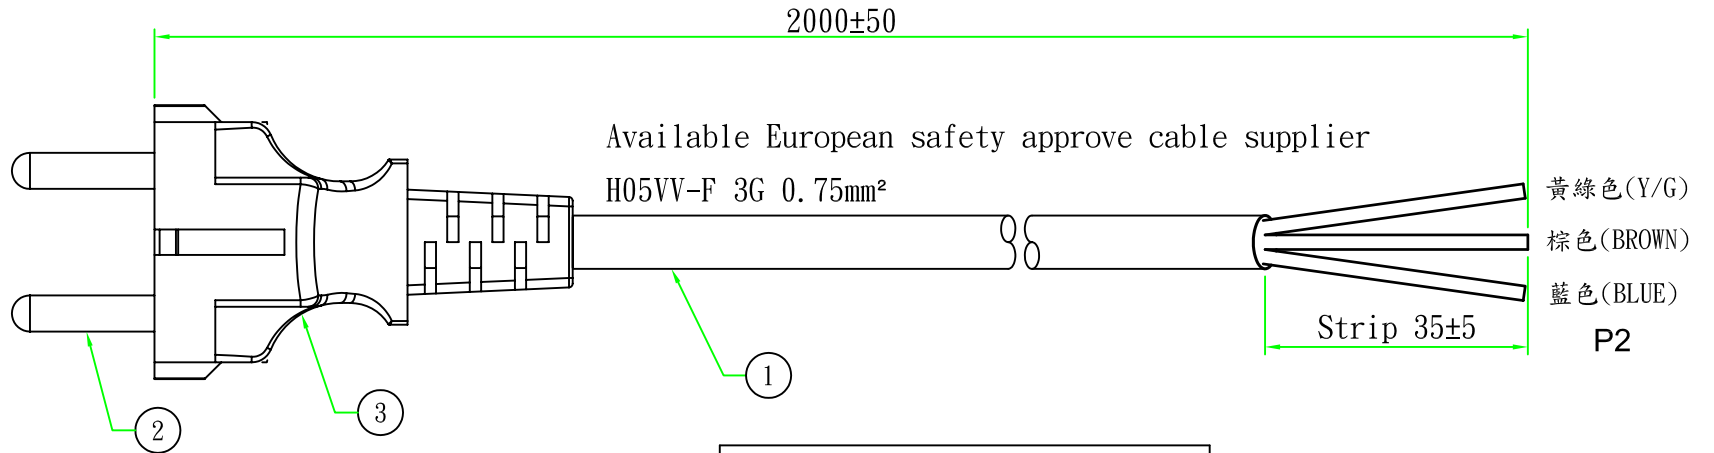 2000±50
Available European safety approve cable supplier
H05VV-F 3G 0.75mm²
黃綠色(Y/G)
棕色(BROWN)
藍色(BLUE)
Strip 35±5
P2
1
3
2